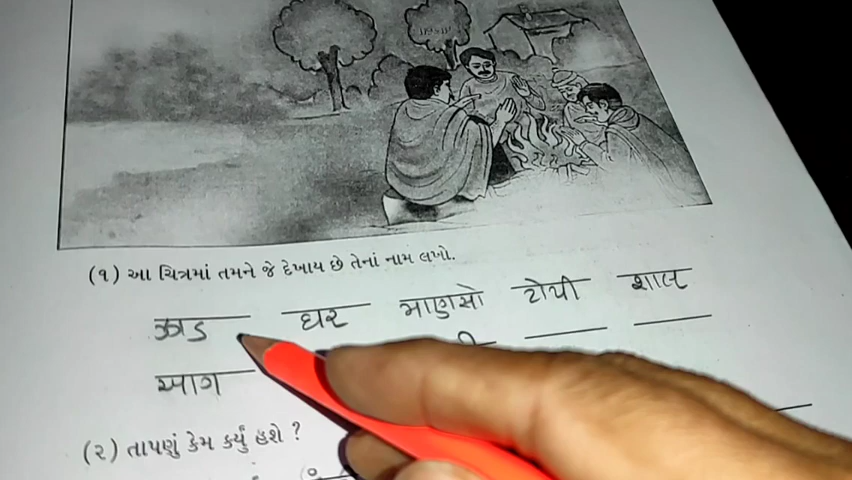 (૧) આ ચિત્રમાં તમને જે દેખાય છે તેનાં નામ લખો.
ઝાડ ઘર માણસો ટોપી શાલ
આગ
(૨) તાપણું કેમ કર્યું હશે ?